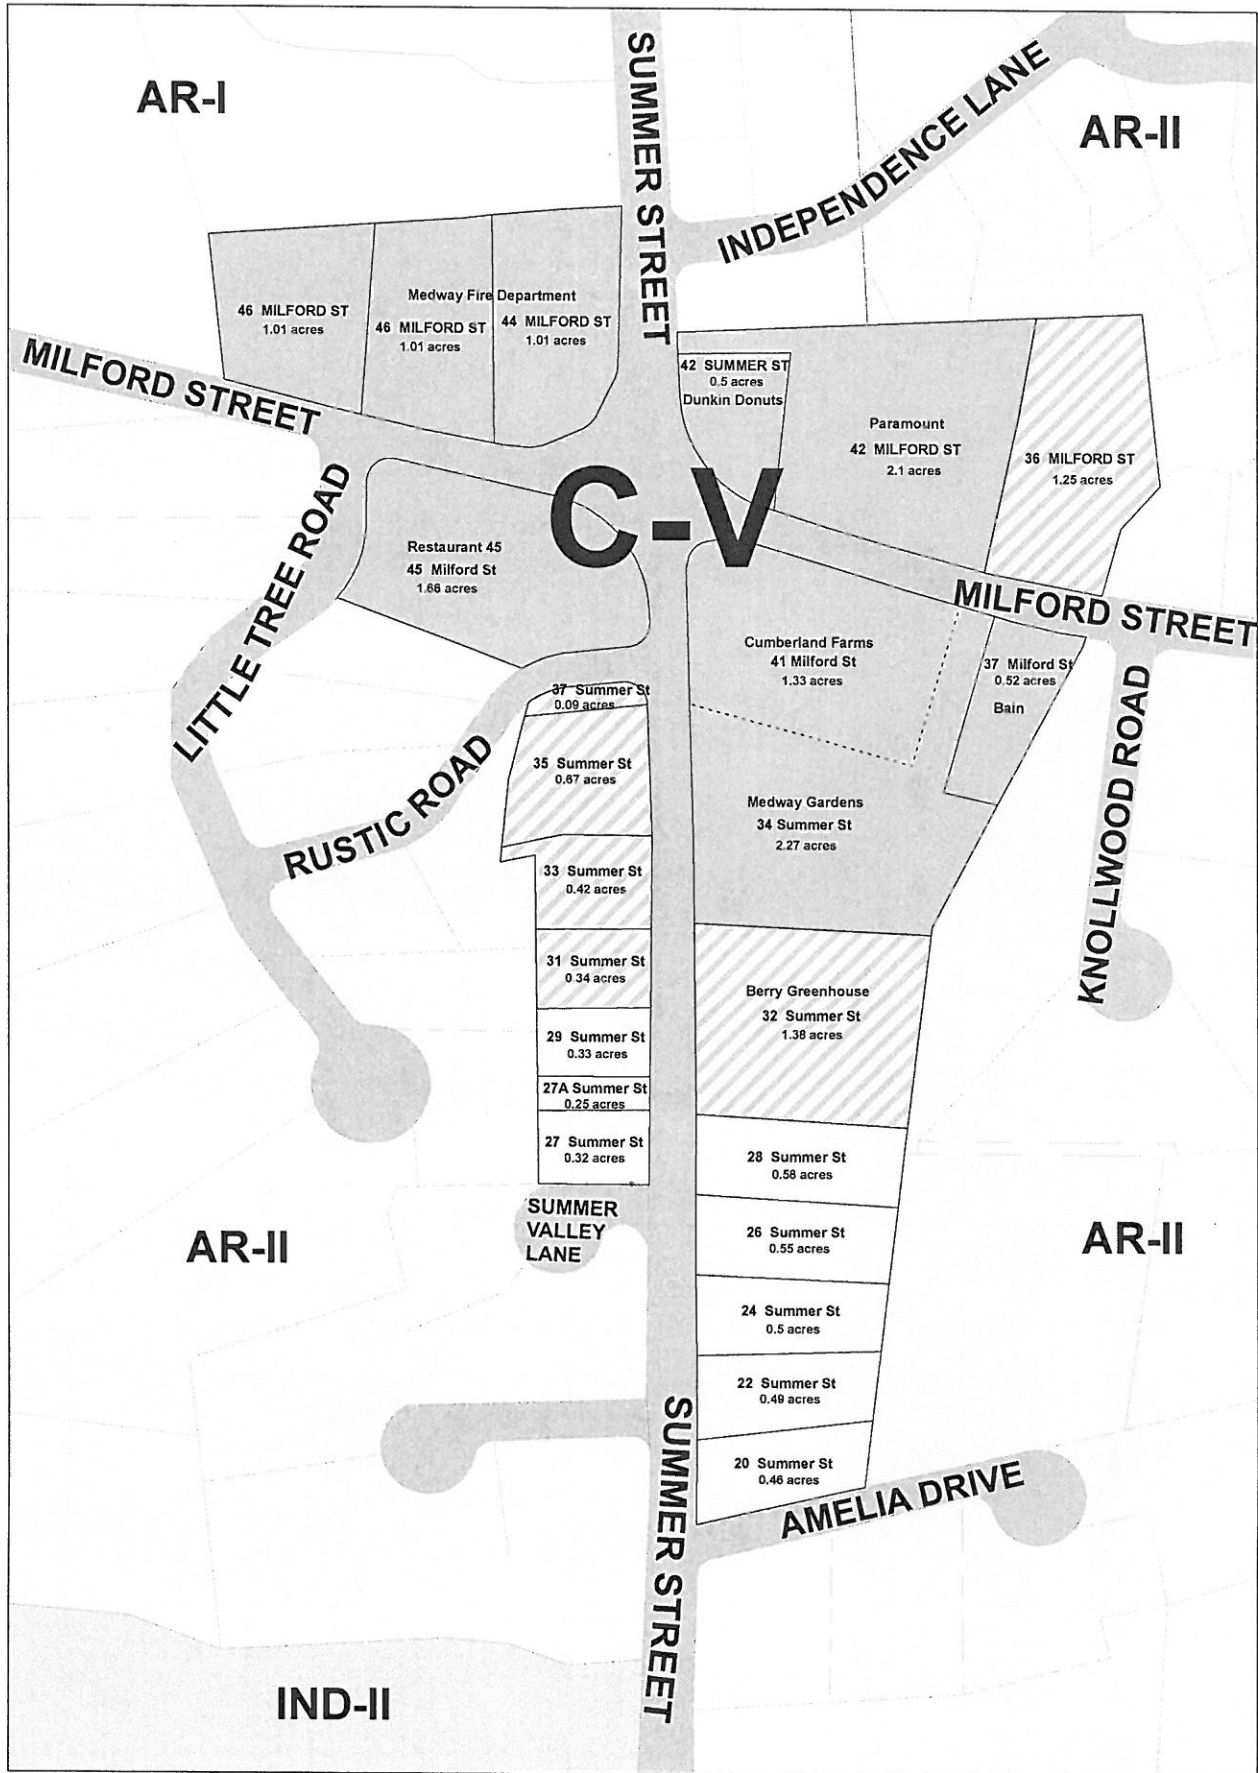 AR-I
SUMMER STREET
INDEPENDENCE LANE
AR-II
46 MILFORD ST
1.01 acres
Medway Fire Department
46 MILFORD ST
1.01 acres
44 MILFORD ST
1.01 acres
MILFORD STREET
42 SUMMER ST
0.5 acres
Dunkin Donuts
Paramount
42 MILFORD ST
2.1 acres
36 MILFORD ST
1.25 acres
C-V
LITTLE TREE ROAD
Restaurant 45
45 Milford St
1.68 acres
MILFORD STREET
Cumberland Farms
41 Milford St
1.33 acres
37 Milford St
0.52 acres
Bain
37 Summer St
0.09 acres
35 Summer St
0.67 acres
RUSTIC ROAD
KNOLLWOOD ROAD
Medway Gardens
34 Summer St
2.27 acres
33 Summer St
0.42 acres
31 Summer St
0.34 acres
Berry Greenhouse
32 Summer St
1.38 acres
29 Summer St
0.33 acres
27A Summer St
0.25 acres
27 Summer St
0.32 acres
28 Summer St
0.58 acres
SUMMER
VALLEY
LANE
AR-II
26 Summer St
0.55 acres
AR-II
24 Summer St
0.5 acres
22 Summer St
0.49 acres
20 Summer St
0.46 acres
SUMMER STREET
AMELIA DRIVE
IND-II